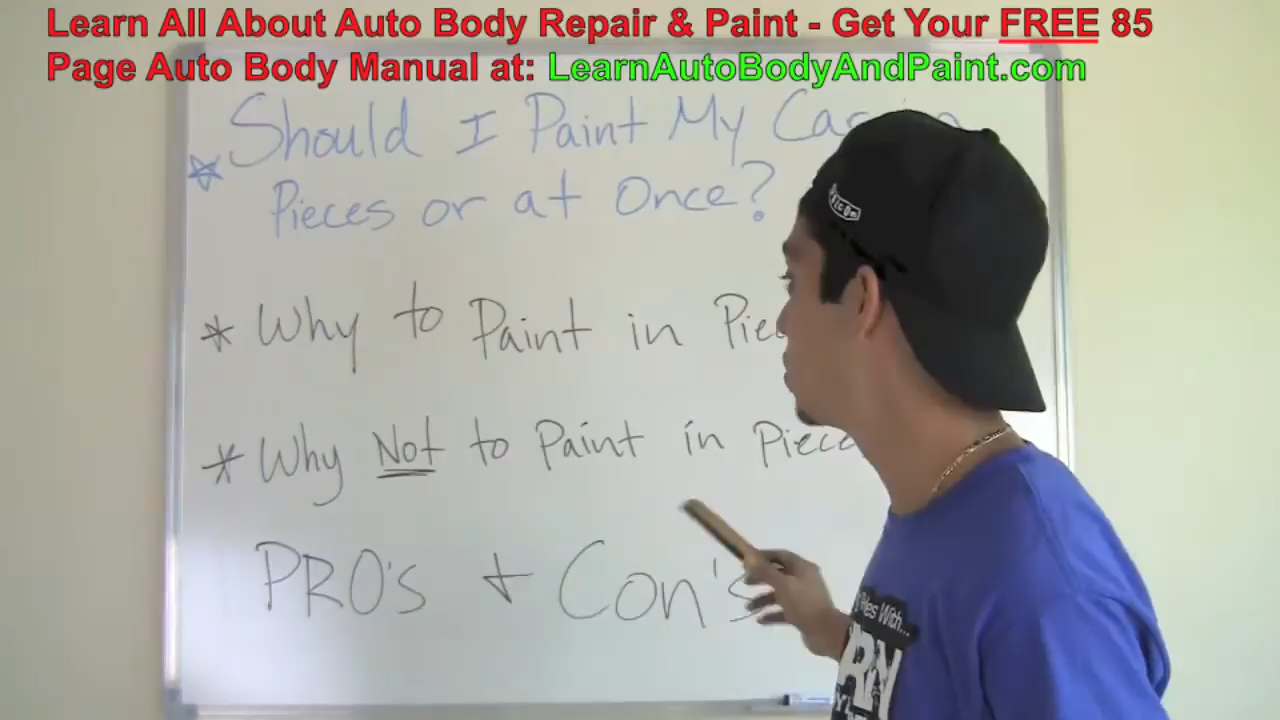 Learn All About Auto Body Repair & Paint - Get Your FREE 85
Page Auto Body Manual at: LearnAutoBodyAndPaint.com
Should I Paint My
Pieces or at Once?
* Why to Paint in
* Why Not to Paint in
PRO's + Con's
With...